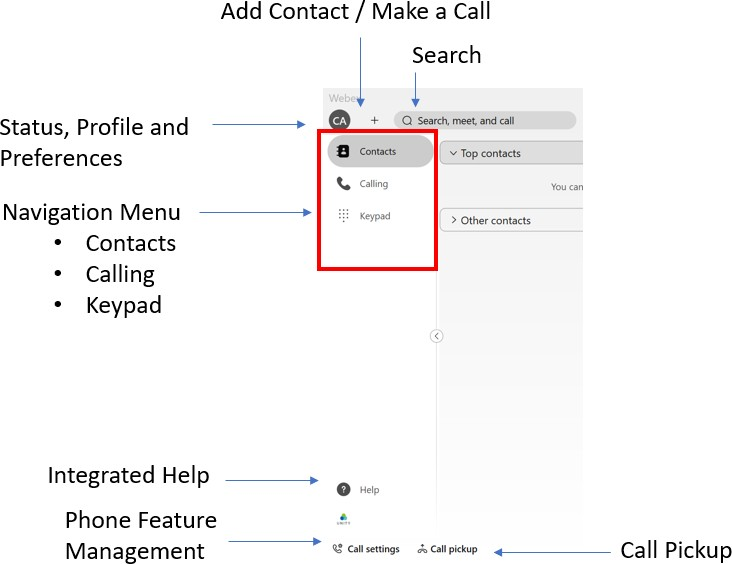 Add Contact / Make a Call
Search
Webex
CA
+
Search, meet, and call
Status, Profile and
Preferences
Contacts
Top contacts
Calling
You can
Navigation Menu
Keypad
• Contacts
Other contacts
• Calling
• Keypad
Integrated Help
? Help
Phone Feature
UNITY
Management
Call settings
Call pickup
Call Pickup